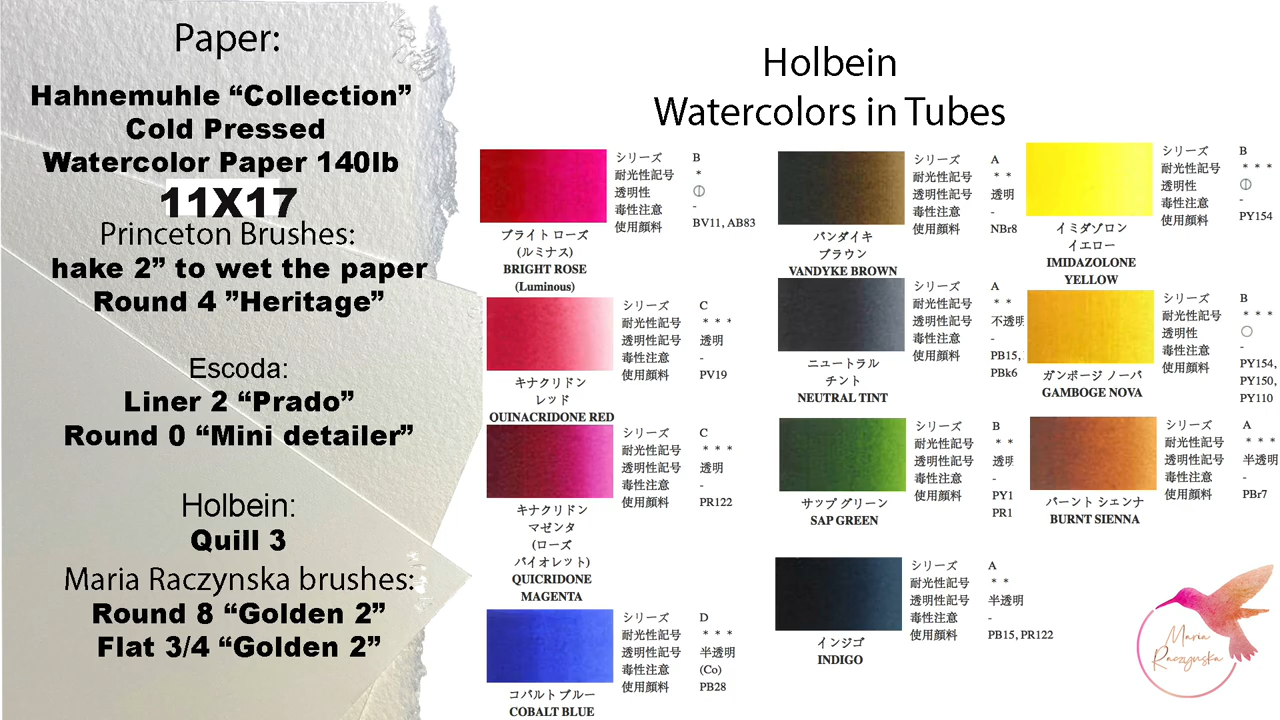 Paper:
Hahnemuhle “Collection”
Cold Pressed
Watercolor Paper 140lb
11X17
Princeton Brushes:
hake 2” to wet the paper
Round 4 ”Heritage”
Escoda:
Liner 2 “Prado”
Round 0 “Mini detailer”
Holbein:
Quill 3
Maria Raczynska brushes:
Round 8 “Golden 2”
Flat 3/4 “Golden 2”
Holbein
Watercolors in Tubes
シリーズ B
耐光性記号 *
透明性
毒性注意 -
使用顔料 BV11, AB83
ブライト ローズ
(ルミナス)
BRIGHT ROSE
(Luminous)
シリーズ C
耐光性記号 * * *
透明性記号 透明
毒性注意 -
使用顔料 PV19
キナクリドン
レッド
QUINACRIDONE RED
シリーズ C
耐光性記号 * * *
透明性記号 透明
毒性注意 -
使用顔料 PR122
キナクリドン
マゼンタ
(ローズ
バイオレット)
QUICRIDONE
MAGENTA
シリーズ D
耐光性記号 * * *
透明性記号 半透明
毒性注意 (Co)
使用顔料 PB28
コバルト ブルー
COBALT BLUE
シリーズ A
耐光性記号 * *
透明性記号 透明
毒性注意 -
使用顔料 NBr8
バンダイキ
ブラウン
VANDYKE BROWN
シリーズ A
耐光性記号 * *
透明性記号 不透明
毒性注意 -
使用顔料 PB15,
PBk6
ニュートラル
チント
NEUTRAL TINT
シリーズ B
耐光性記号 * *
透明性記号 透明
毒性注意 -
使用顔料 PY1
PR1
サップ グリーン
SAP GREEN
シリーズ A
耐光性記号 * *
透明性記号 半透明
毒性注意 -
使用顔料 PB15, PR122
インジゴ
INDIGO
シリーズ B
耐光性記号 * * *
透明性
毒性注意 -
使用顔料 PY154
イミダゾロン
イエロー
IMIDAZOLONE
YELLOW
シリーズ B
耐光性記号 * * *
透明性
毒性注意 -
使用顔料 PY154,
PY150,
PY110
ガンボージ ノーバ
GAMBOGE NOVA
シリーズ A
耐光性記号 * * *
透明性記号 半透明
毒性注意 -
使用顔料 PBr7
バーント シェンナ
BURNT SIENNA
Maria
Raczynska